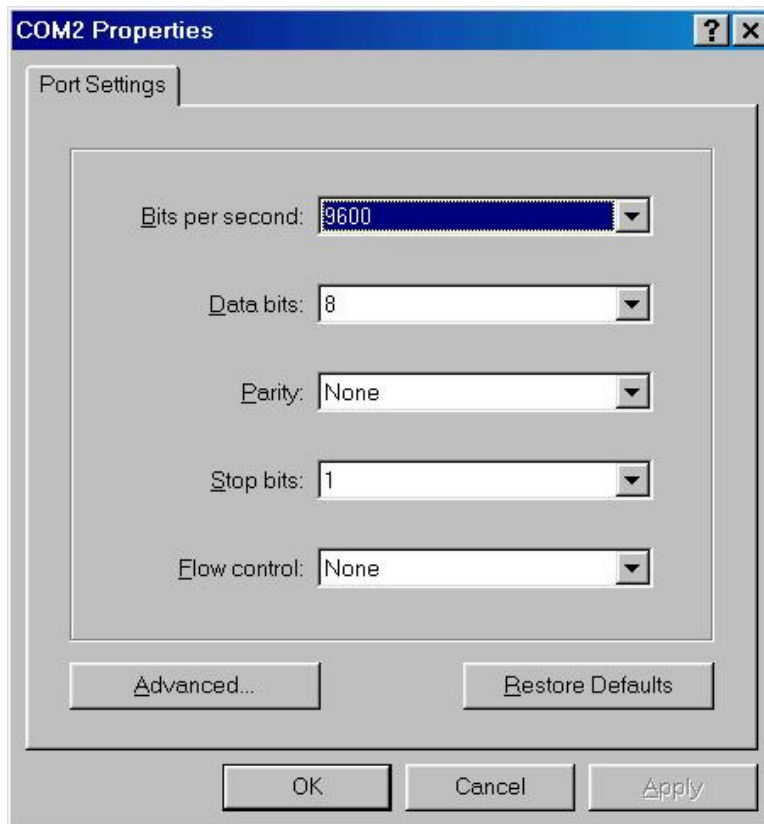 COM2 Properties
Port Settings
Bits per second: 9600
Data bits: 8
Parity: None
Stop bits: 1
Flow control: None
Advanced... Restore Defaults
OK Cancel Apply